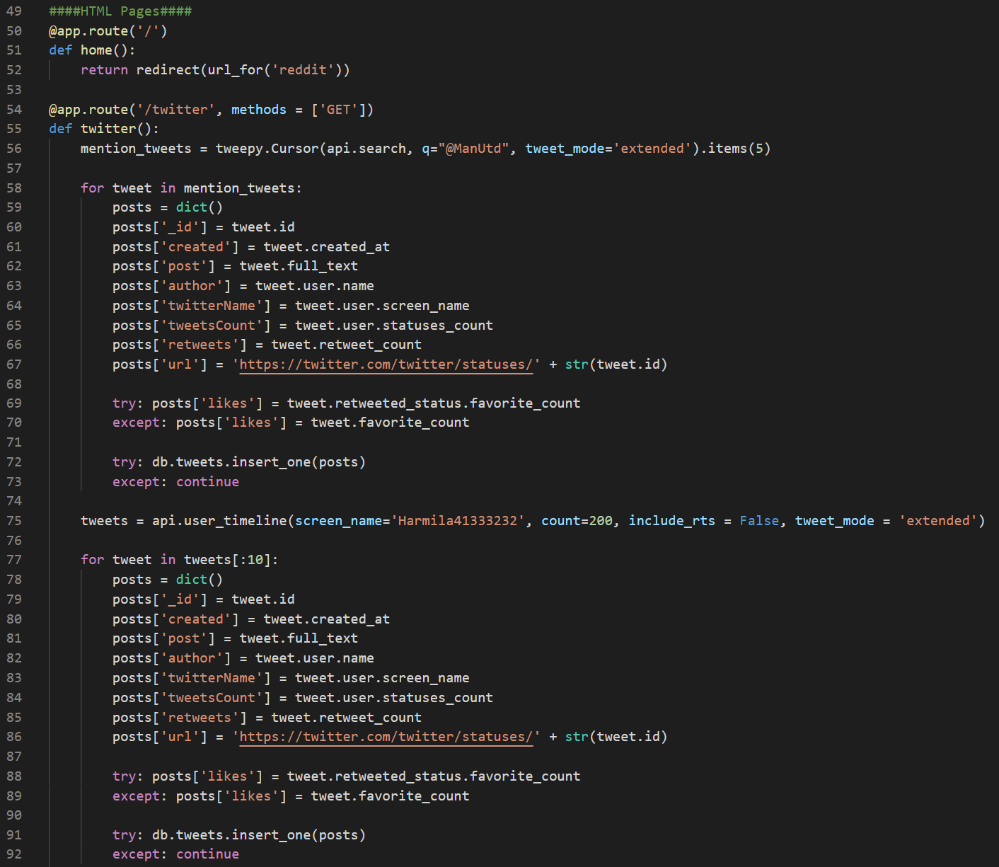 49 ####HTML Pages####
50 @app.route('/')
51 def home():
52     return redirect(url_for('reddit'))
53
54 @app.route('/twitter', methods = ['GET'])
55 def twitter():
56     mention_tweets = tweepy.Cursor(api.search, q="@ManUtd", tweet_mode='extended').items(5)
57
58     for tweet in mention_tweets:
59         posts = dict()
60         posts['_id'] = tweet.id
61         posts['created'] = tweet.created_at
62         posts['post'] = tweet.full_text
63         posts['author'] = tweet.user.name
64         posts['twitterName'] = tweet.user.screen_name
65         posts['tweetsCount'] = tweet.user.statuses_count
66         posts['retweets'] = tweet.retweet_count
67         posts['url'] = 'https://twitter.com/twitter/statuses/' + str(tweet.id)
68
69         try: posts['likes'] = tweet.retweeted_status.favorite_count
70         except: posts['likes'] = tweet.favorite_count
71
72         try: db.tweets.insert_one(posts)
73         except: continue
74
75     tweets = api.user_timeline(screen_name='Harmila41333232', count=200, include_rts = False, tweet_mode = 'extended')
76
77     for tweet in tweets[:10]:
78         posts = dict()
79         posts['_id'] = tweet.id
80         posts['created'] = tweet.created_at
81         posts['post'] = tweet.full_text
82         posts['author'] = tweet.user.name
83         posts['twitterName'] = tweet.user.screen_name
84         posts['tweetsCount'] = tweet.user.statuses_count
85         posts['retweets'] = tweet.retweet_count
86         posts['url'] = 'https://twitter.com/twitter/statuses/' + str(tweet.id)
87
88         try: posts['likes'] = tweet.retweeted_status.favorite_count
89         except: posts['likes'] = tweet.favorite_count
90
91         try: db.tweets.insert_one(posts)
92         except: continue